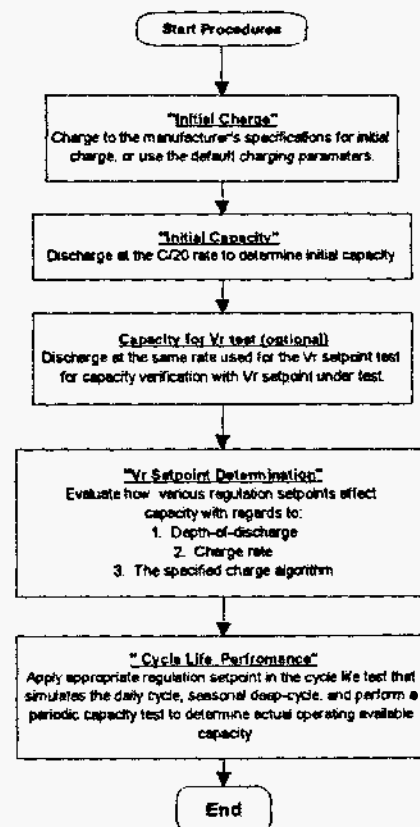 Start Procedures
"Initial Charge"
Charge to the manufacturer's specifications for initial
charge, or use the default charging parameters.
"Initial Capacity"
Discharge at the C/20 rate to determine initial capacity
Capacity for Vr test (optional)
Discharge at the same rate used for the Vr setpoint test
for capacity verification with Vr setpoint under test.
"Vr Setpoint Determination"
Evaluate how various regulation setpoints affect
capacity with regards to:
1. Depth-of-discharge
2. Charge rate
3. The specified charge algorithm
" Cycle Life Perfromance"
Apply appropriate regulation setpoint in the cycle life test that
simulates the daily cycle, seasonal deep-cycle, and perform a
periodic capacity test to determine actual operating available
capacity
End